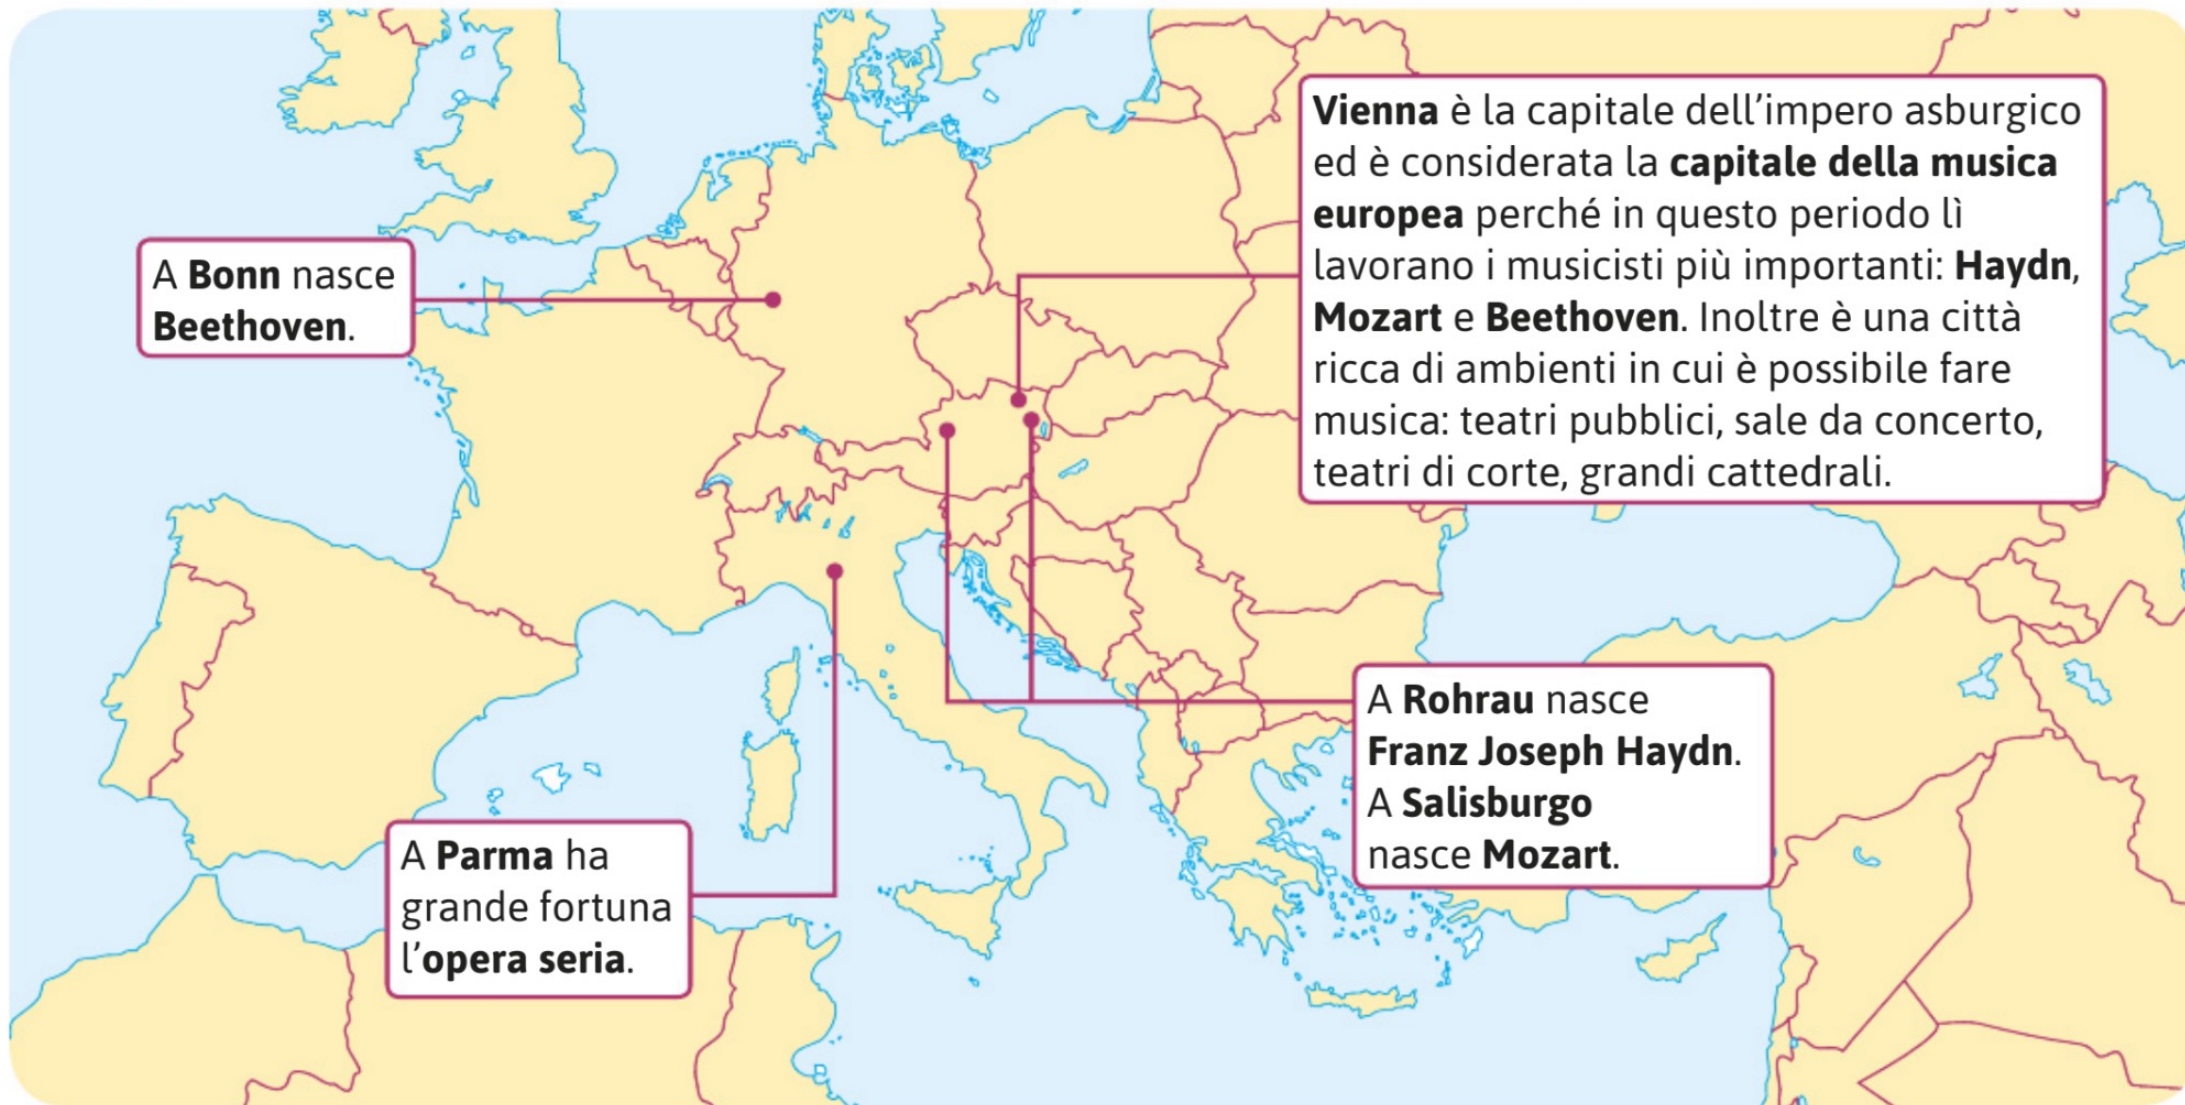 A Bonn nasce
Beethoven.
Vienna è la capitale dell’impero asburgico
ed è considerata la capitale della musica
europea perché in questo periodo lì
lavorano i musicisti più importanti: Haydn,
Mozart e Beethoven. Inoltre è una città
ricca di ambienti in cui è possibile fare
musica: teatri pubblici, sale da concerto,
teatri di corte, grandi cattedrali.
A Parma ha
grande fortuna
l’opera seria.
A Rohrau nasce
Franz Joseph Haydn.
A Salisburgo
nasce Mozart.